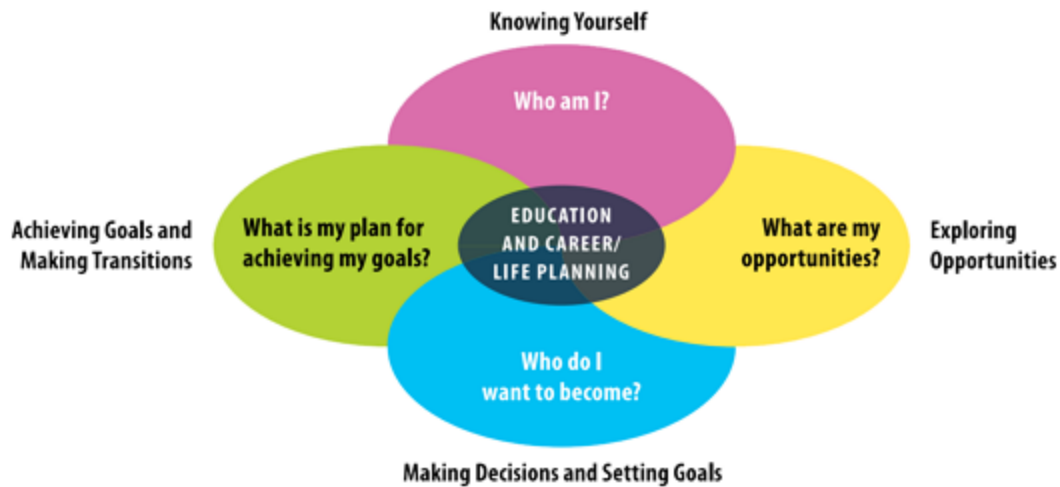 Knowing Yourself
Who am I?
Achieving Goals and
Making Transitions
What is my plan for
achieving my goals?
EDUCATION
AND CAREER/
LIFE PLANNING
What are my
opportunities?
Exploring
Opportunities
Who do I
want to become?
Making Decisions and Setting Goals